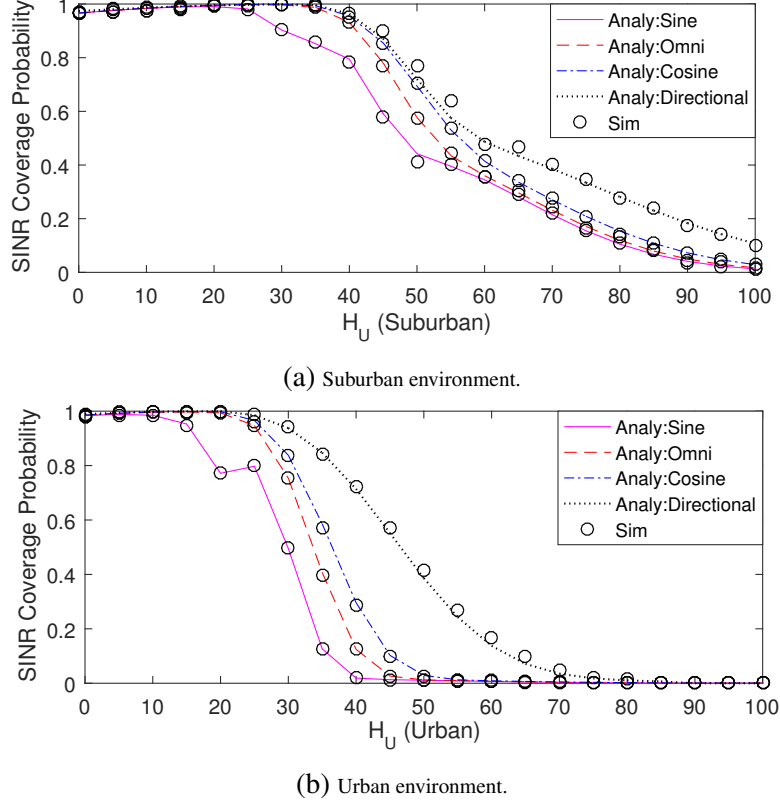 1
0.8
0.6
0.4
0.2
0
SINR Coverage Probability
Analy:Sine
Analy:Omni
Analy:Cosine
Analy:Directional
Sim
0 10 20 30 40 50 60 70 80 90 100
H_U (Suburban)
(a) Suburban environment.
1
0.8
0.6
0.4
0.2
0
SINR Coverage Probability
Analy:Sine
Analy:Omni
Analy:Cosine
Analy:Directional
Sim
0 10 20 30 40 50 60 70 80 90 100
H_U (Urban)
(b) Urban environment.